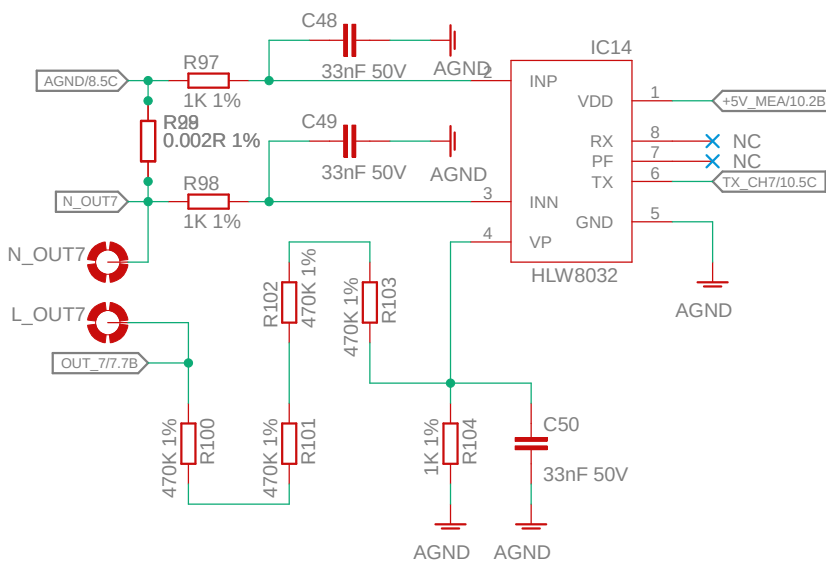 C48
IC14
R97
33nF 50V
AGND
2
INP
AGND/8.5C
1K 1%
VDD
1
+5V_MEA/10.2B
C49
0.002R 1%
RX
8
NC
PF
7
NC
33nF 50V
AGND
TX
6
TX_CH7/10.5C
R98
N_OUT7
3
INN
1K 1%
GND
5
4
VP
N_OUT7
HLW8032
R102
470K 1%
470K 1%
R103
L_OUT7
AGND
OUT_7/7.7B
470K 1%
R100
470K 1%
R101
1K 1%
R104
C50
33nF 50V
AGND
AGND